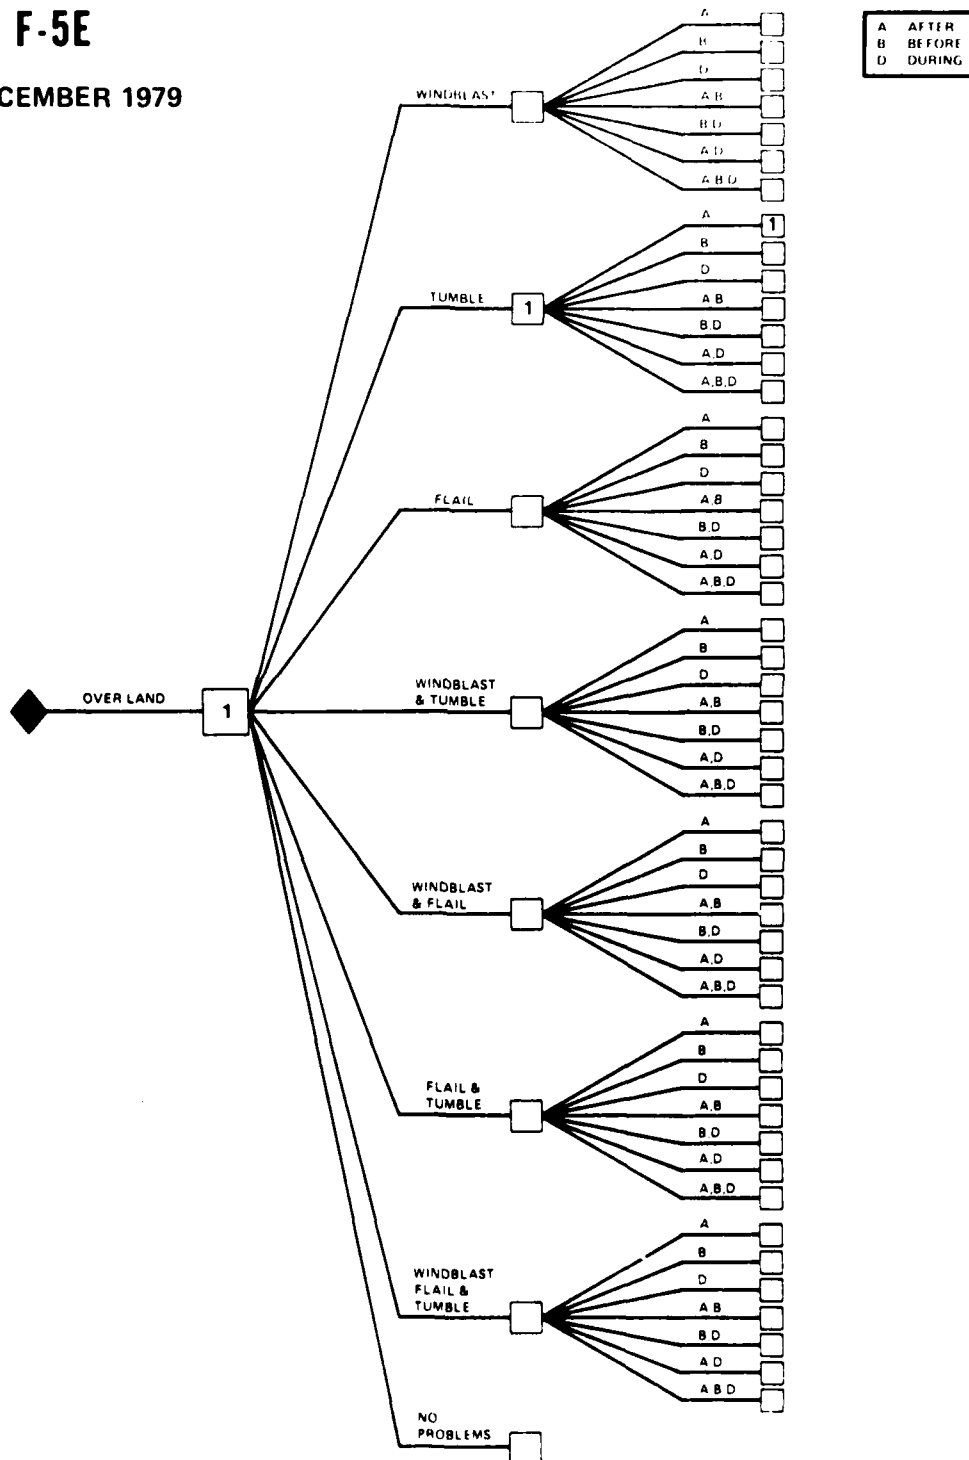 F-5E
CEMBER 1979
A AFTER
B BEFORE
D DURING
WINDBLAST
A
B
D
A B
B D
A D
A B D
TUMBLE
1
A
1
B
D
A B
B,D
A,D
A,B,D
FLAIL
A
B
D
A,B
B,D
A,D
A,B,D
OVER LAND
1
WINDBLAST
& TUMBLE
A
B
D
A,B
B,D
A,D
A,B,D
WINDBLAST
& FLAIL
A
B
D
A,B
B,D
A,D
A,B,D
FLAIL &
TUMBLE
A
B
D
A,B
B,D
A,D
A,B,D
WINDBLAST
FLAIL &
TUMBLE
A
B
D
A B
B D
A D
A B D
NO
PROBLEMS